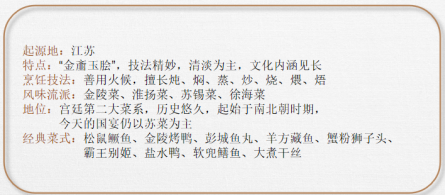 起源地：江苏
特点：“金齑玉脍”，技法精妙，清淡为主，文化内涵见长
烹饪技法：善用火候，擅长炖、焖、蒸、炒、烧、煨、焐
风味流派：金陵菜、淮扬菜、苏锡菜、徐海菜
地位：宫廷第二大菜系，历史悠久，起始于南北朝时期，
今天的国宴仍以苏菜为主
经典菜式：松鼠鳜鱼、金陵烤鸭、彭城鱼丸、羊方藏鱼、蟹粉狮子头、
霸王别姬、盐水鸭、软兜鳝鱼、大煮干丝